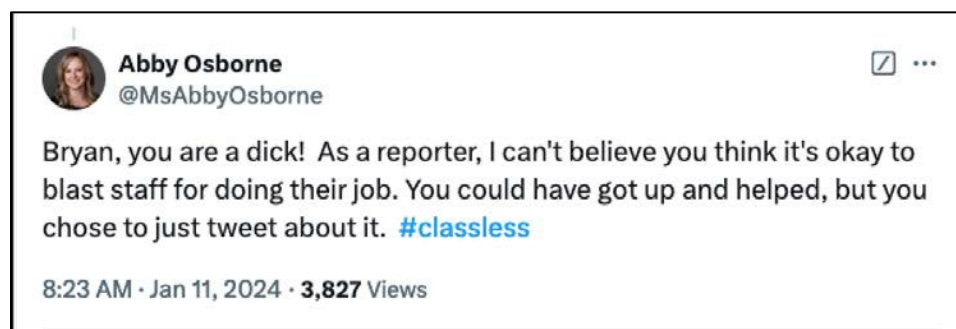 Abby Osborne
@MsAbbyOsborne
Bryan, you are a dick!  As a reporter, I can't believe you think it's okay to
blast staff for doing their job. You could have got up and helped, but you
chose to just tweet about it.  #classless
8:23 AM · Jan 11, 2024 · 3,827 Views